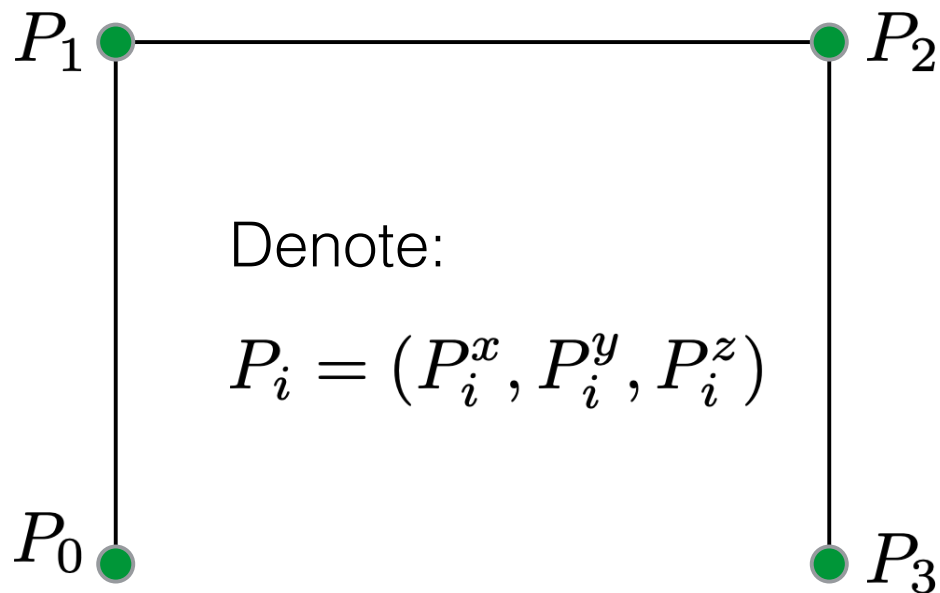 P₁ P₂
Denote:
Pᵢ = (Pᵢˣ, Pᵢʸ, Pᵢᶻ)
P₀ P₃